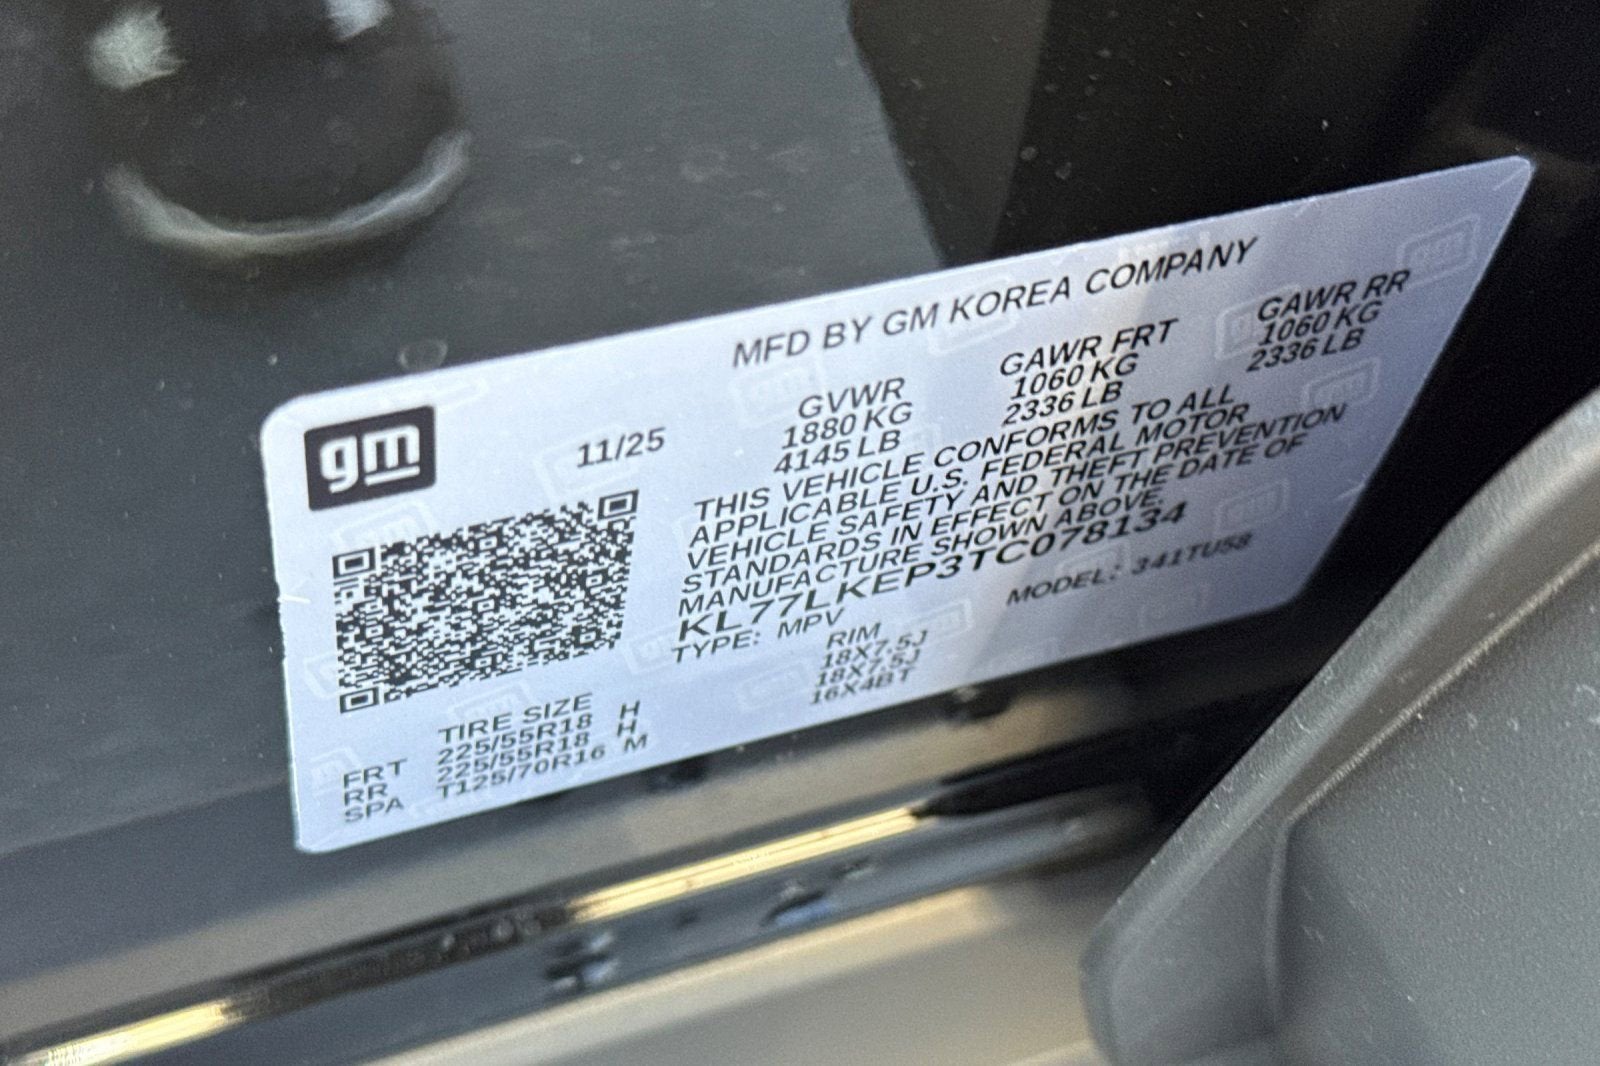 MFD BY GM KOREA COMPANY
gm
11/25
GVWR GAWR FRT GAWR RR
1880 KG 1060 KG 1060 KG
4145 LB 2336 LB 2336 LB
THIS VEHICLE CONFORMS TO ALL
APPLICABLE U.S. FEDERAL MOTOR
VEHICLE SAFETY AND THEFT PREVENTION
STANDARDS IN EFFECT ON THE DATE OF
MANUFACTURE SHOWN ABOVE.
KL77LKEP3TC078134
TYPE: MPV MODEL: 341TU58
TIRE SIZE RIM
FRT 225/55R18 H 18X7.5J
RR 225/55R18 H 18X7.5J
SPA T125/70R16 M 16X4BT